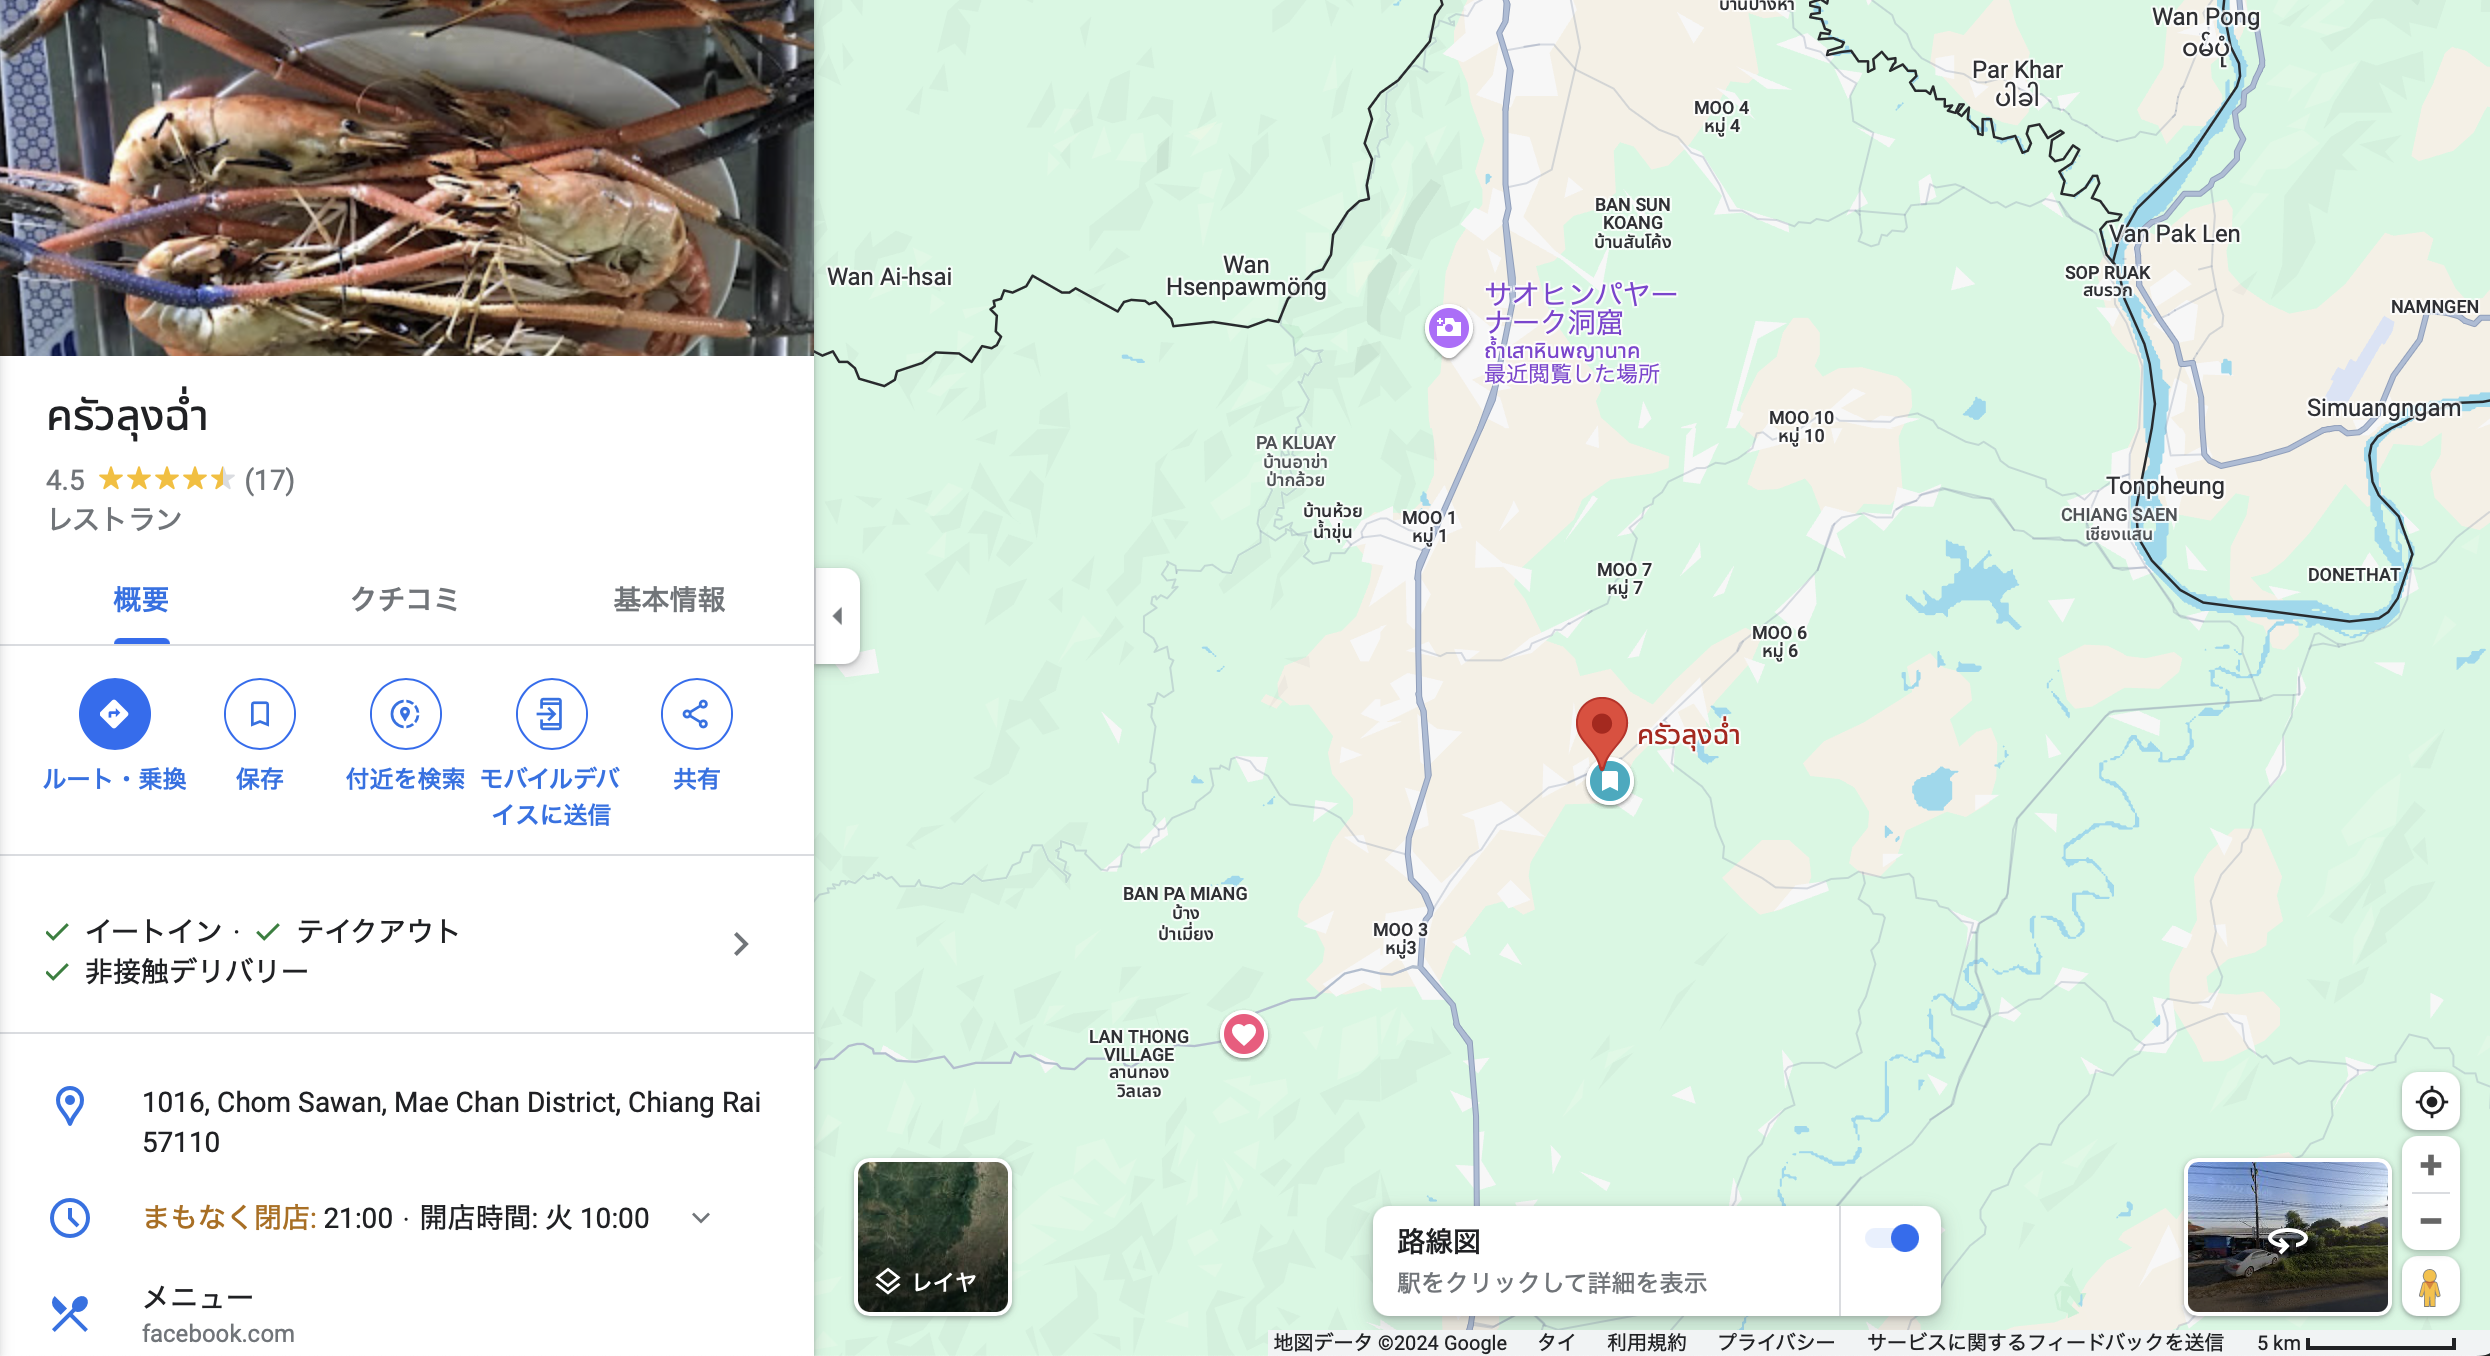 ครัวลุงฉ่ำ
4.5 (17)
レストラン
概要
クチコミ
基本情報
ルート・乗換
保存
付近を検索
モバイルデバ
イスに送信
共有
イートイン · テイクアウト
非接触デリバリー
1016, Chom Sawan, Mae Chan District, Chiang Rai
57110
まもなく閉店: 21:00 · 開店時間: 火 10:00
メニュー
facebook.com
บ้านปางห้า
Wan Pong
ဝမ်ပုံ
Par Khar
ပါခါ
MOO 4
หมู่ 4
BAN SUN
KOANG
บ้านสันโค้ง
Van Pak Len
SOP RUAK
สบรวก
Wan Ai-hsai
Wan
Hsenpawmöng
サオヒンパヤー
ナーク洞窟
ถ้ำเสาหินพญานาค
最近閲覧した場所
NAMNGEN
Simuangngam
MOO 10
หมู่ 10
PA KLUAY
บ้านอาข่า
ป่ากล้วย
บ้านห้วย
น้ำขุ่น
MOO 1
หมู่ 1
Tonpheung
CHIANG SAEN
เชียงแสน
DONETHAT
MOO 7
หมู่ 7
MOO 6
หมู่ 6
ครัวลุงฉ่ำ
BAN PA MIANG
บ้าง
ป่าเมี่ยง
MOO 3
หมู่3
LAN THONG
VILLAGE
ลานทอง
วิลเลจ
レイヤ
路線図
駅をクリックして詳細を表示
地図データ ©2024 Google タイ 利用規約 プライバシー サービスに関するフィードバックを送信 5 km